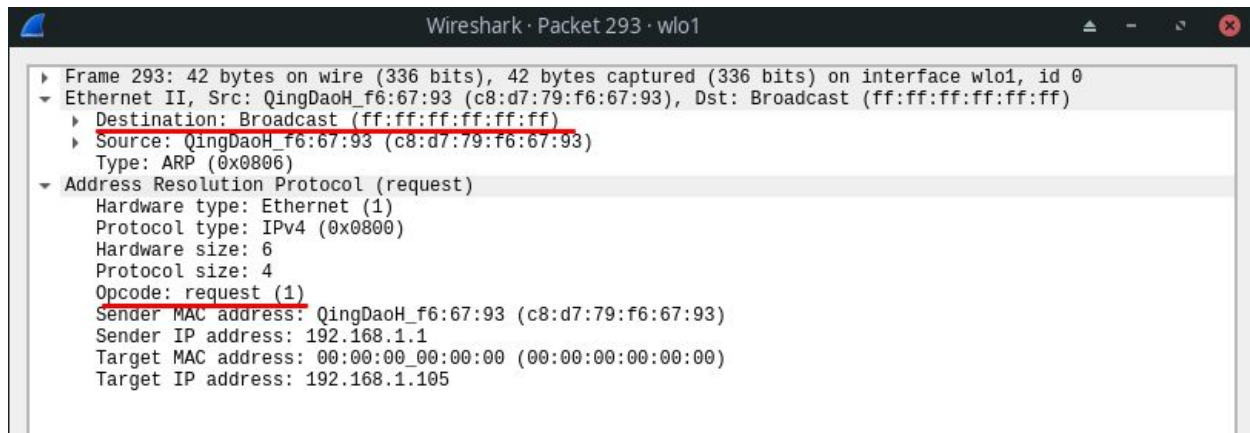 Wireshark · Packet 293 · wlo1
Frame 293: 42 bytes on wire (336 bits), 42 bytes captured (336 bits) on interface wlo1, id 0
Ethernet II, Src: QingDaoH_f6:67:93 (c8:d7:79:f6:67:93), Dst: Broadcast (ff:ff:ff:ff:ff:ff)
Destination: Broadcast (ff:ff:ff:ff:ff:ff)
Source: QingDaoH_f6:67:93 (c8:d7:79:f6:67:93)
Type: ARP (0x0806)
Address Resolution Protocol (request)
Hardware type: Ethernet (1)
Protocol type: IPv4 (0x0800)
Hardware size: 6
Protocol size: 4
Opcode: request (1)
Sender MAC address: QingDaoH_f6:67:93 (c8:d7:79:f6:67:93)
Sender IP address: 192.168.1.1
Target MAC address: 00:00:00_00:00:00 (00:00:00:00:00:00)
Target IP address: 192.168.1.105